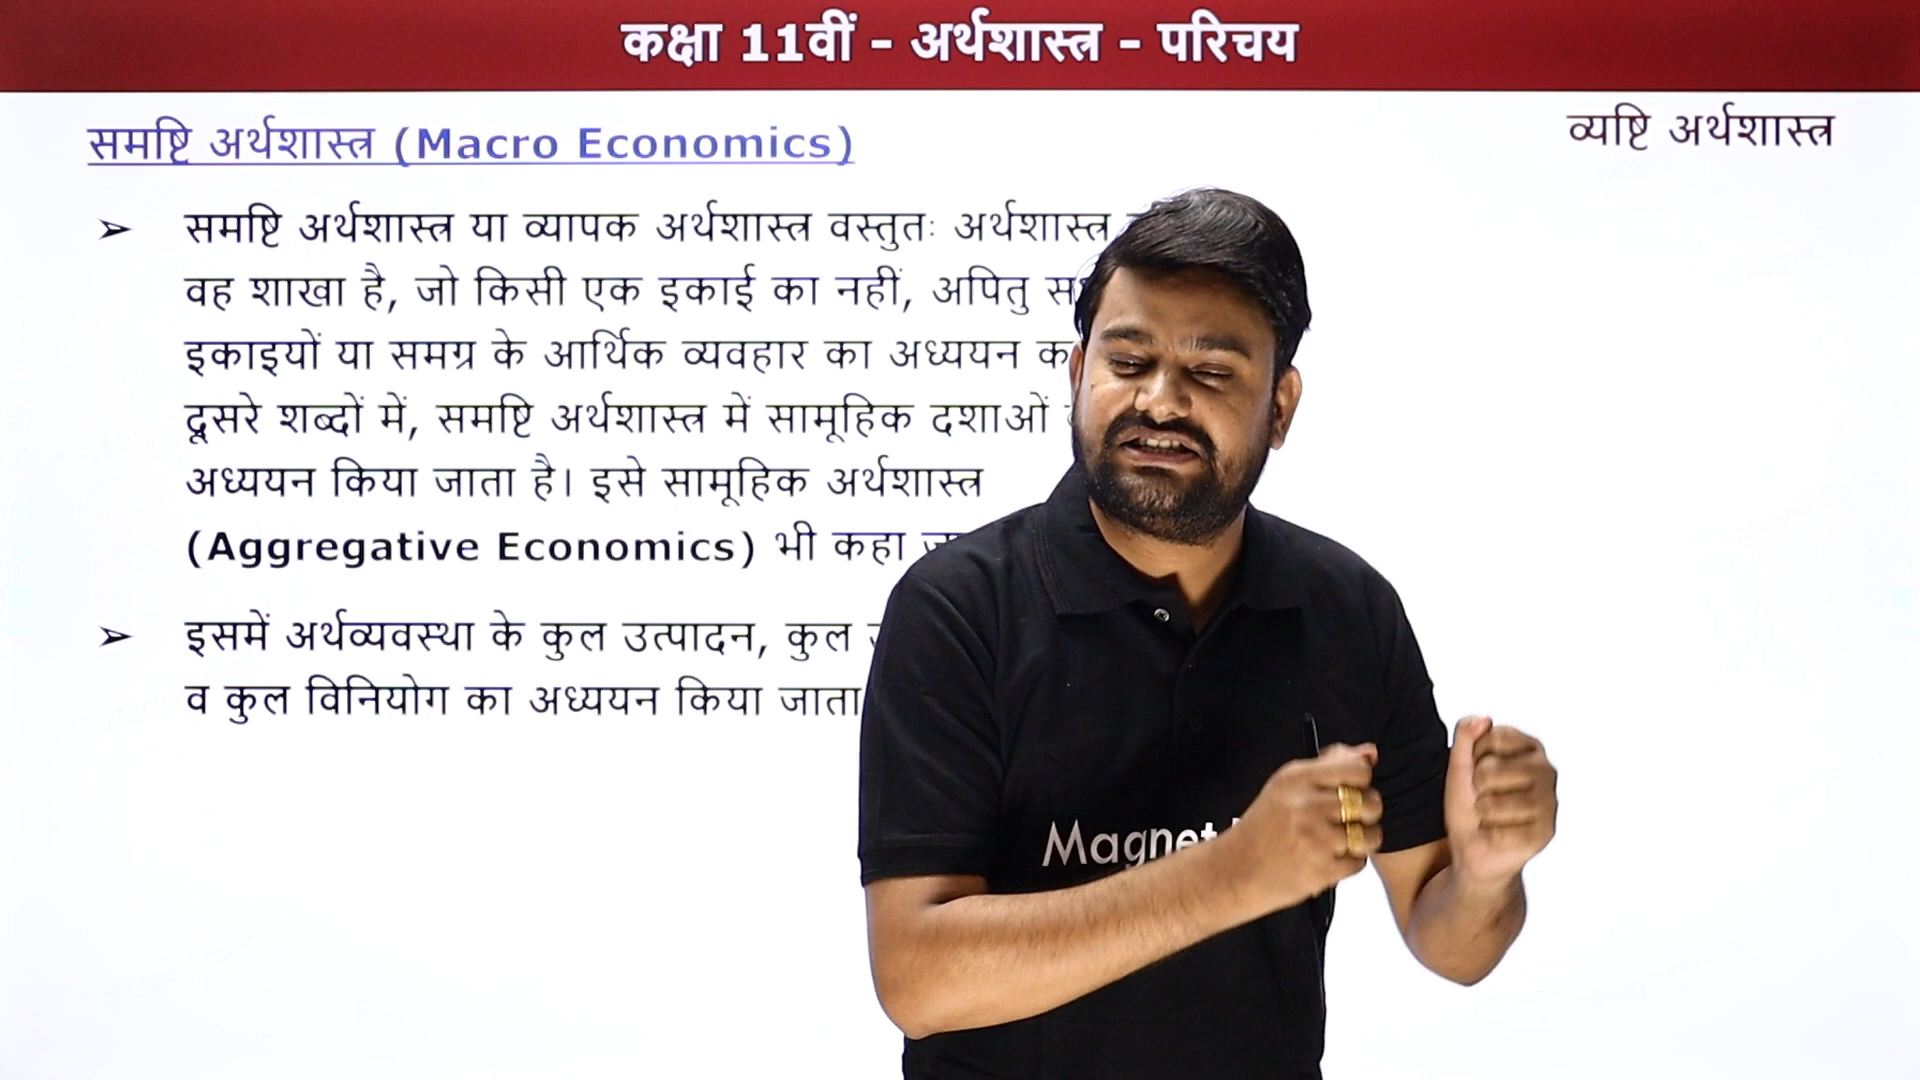 कक्षा 11वीं - अर्थशास्त्र - परिचय
व्यष्टि अर्थशास्त्र
समष्टि अर्थशास्त्र (Macro Economics)
➢ समष्टि अर्थशास्त्र या व्यापक अर्थशास्त्र वस्तुतः अर्थशास्त्र
वह शाखा है, जो किसी एक इकाई का नहीं, अपितु
इकाइयों या समग्र के आर्थिक व्यवहार का अध्ययन
दूसरे शब्दों में, समष्टि अर्थशास्त्र में सामूहिक दशाओं
अध्ययन किया जाता है। इसे सामूहिक अर्थशास्त्र
(Aggregative Economics) भी कहा
➢ इसमें अर्थव्यवस्था के कुल उत्पादन, कुल
व कुल विनियोग का अध्ययन किया जाता
Magnet